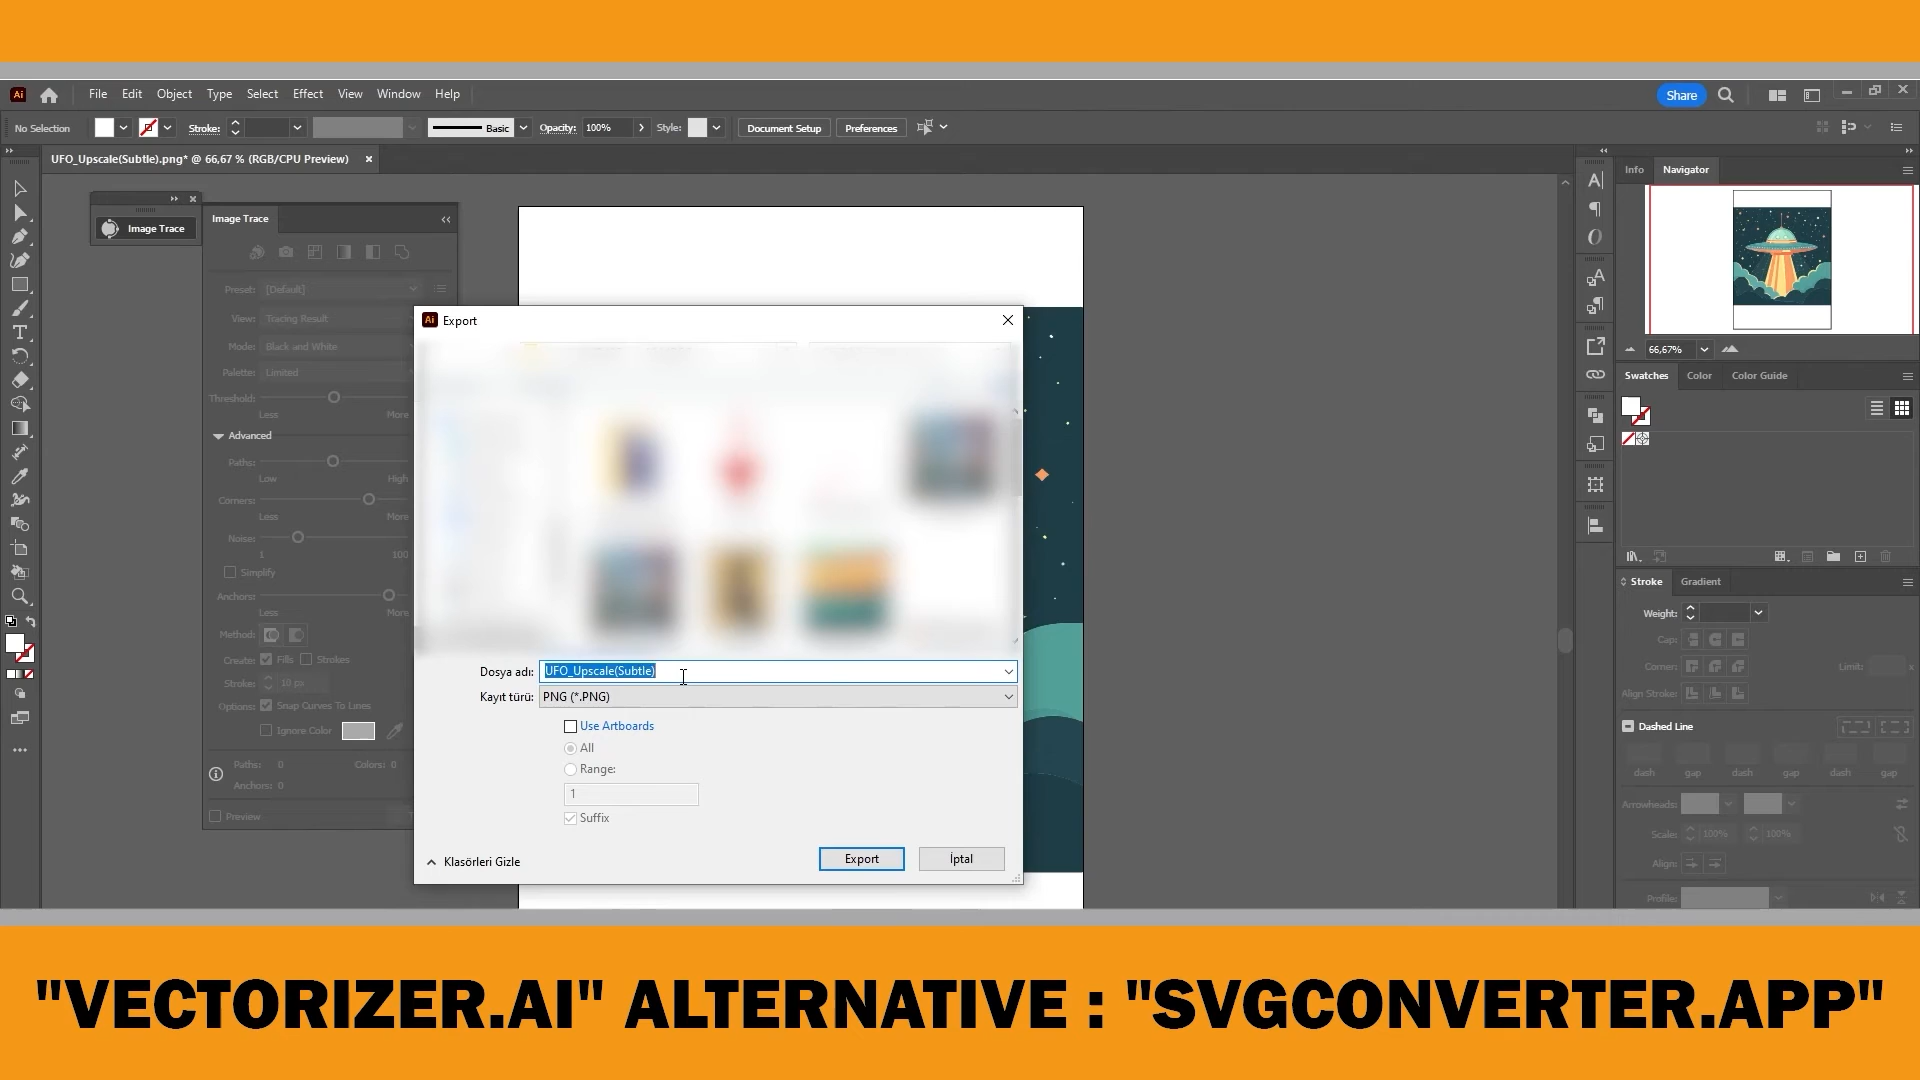 Ai File Edit Object Type Select Effect View Window Help Share
No Selection Stroke: Basic Opacity: 100% Style: Document Setup Preferences
UFO_Upscale(Subtle).png* @ 66,67 % (RGB/CPU Preview)
Info Navigator
Image Trace
Image Trace
Preset: [Default]
View: Tracing Result
Mode: Black and White
Palette: Limited
Threshold:
Less More
Advanced
Paths:
Low High
Corners:
Less More
Noise:
1 100
Simplify
Anchors:
Less More
Method:
Create: Fills Strokes
Stroke: 10 px
Options: Snap Curves To Lines
Ignore Color
Paths: 0 Colors: 0
Anchors: 0
Preview
Ai Export
Dosya adı: UFO_Upscale(Subtle)
Kayıt türü: PNG (*.PNG)
Use Artboards
All
Range:
1
Suffix
Klasörleri Gizle
Export İptal
66,67%
Swatches Color Color Guide
Stroke Gradient
Weight:
Cap:
Corner: Limit: x
Align Stroke:
Dashed Line
dash gap dash gap dash gap
Arrowheads:
Scale: 100% 100%
Align:
Profile:
"VECTORIZER.AI" ALTERNATIVE : "SVGCONVERTER.APP"